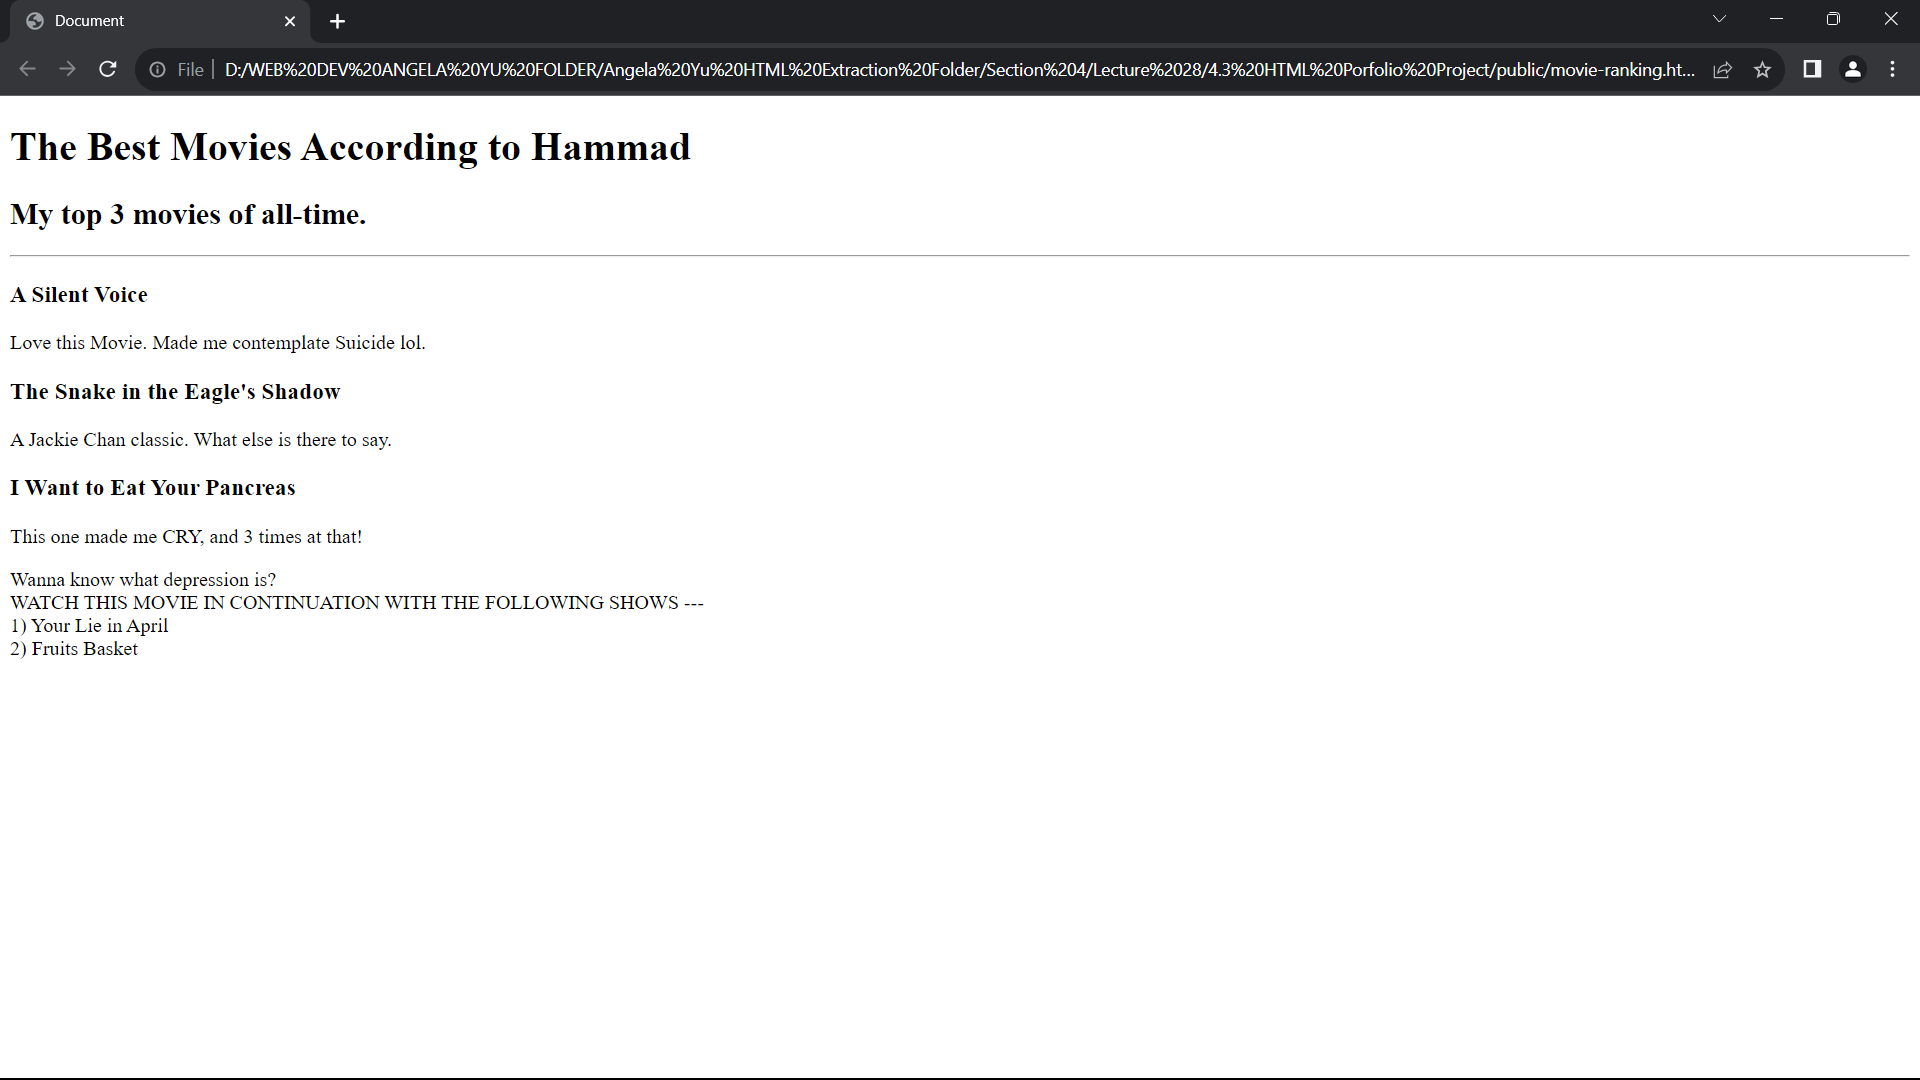 Document
File
D:/WEB%20DEV%20ANGELA%20YU%20FOLDER/Angela%20Yu%20HTML%20Extraction%20Folder/Section%204/Lecture%2028/4.3%20HTML%20Porfolio%20Project/public/movie-ranking.ht...
The Best Movies According to Hammad
My top 3 movies of all-time.
A Silent Voice
Love this Movie. Made me contemplate Suicide lol.
The Snake in the Eagle's Shadow
A Jackie Chan classic. What else is there to say.
I Want to Eat Your Pancreas
This one made me CRY, and 3 times at that!
Wanna know what depression is?
WATCH THIS MOVIE IN CONTINUATION WITH THE FOLLOWING SHOWS ---
1) Your Lie in April
2) Fruits Basket